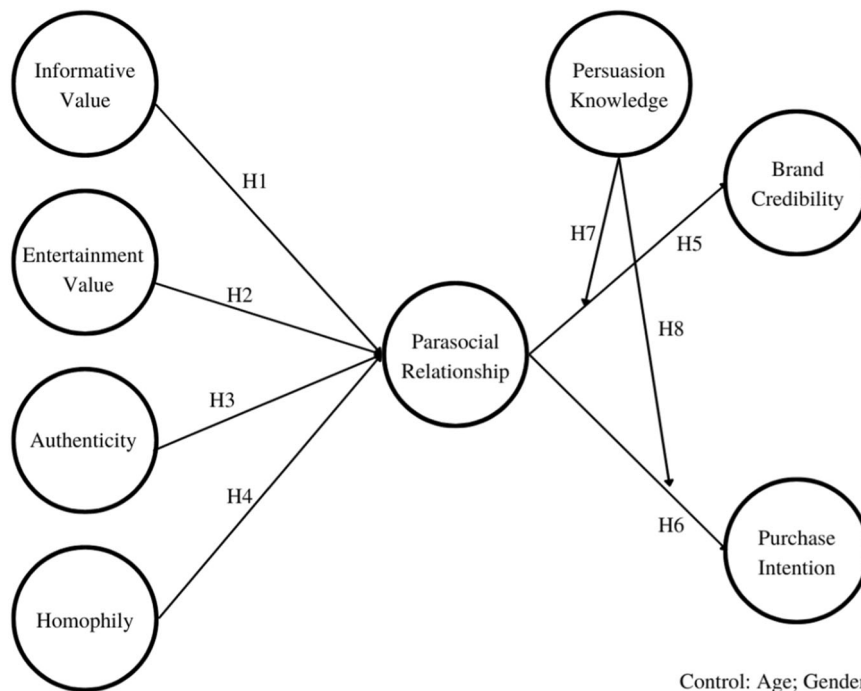 Informative
Value
Persuasion
Knowledge
Brand
Credibility
H1
H7
H5
Entertainment
Value
H2
H8
Parasocial
Relationship
H3
Authenticity
H4
H6
Purchase
Intention
Homophily
Control: Age; Gender